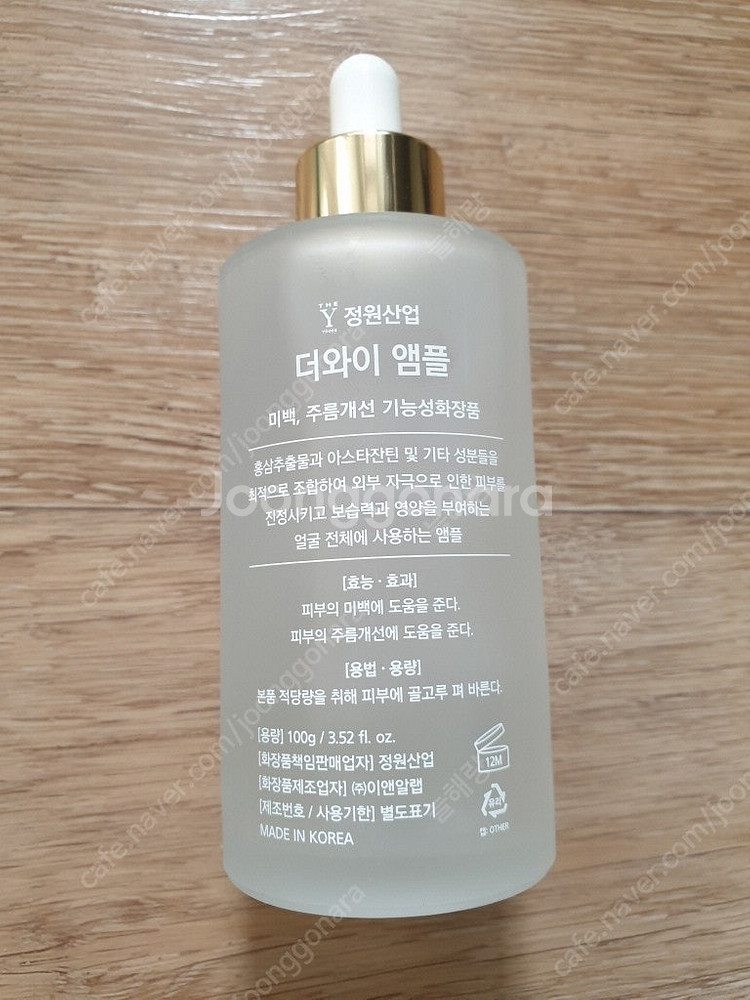 THE
Y 정원산업
더와이 앰플
미백, 주름개선 기능성화장품
홍삼추출물과 아스타잔틴 및 기타 성분들을
최적으로 조합하여 외부 자극으로 인한 피부를
진정시키고 보습력과 영양을 부여하는
얼굴 전체에 사용하는 앰플
[효능·효과]
피부의 미백에 도움을 준다.
피부의 주름개선에 도움을 준다.
[용법·용량]
본품 적당량을 취해 피부에 골고루 펴 바른다.
[용량] 100g / 3.52 fl. oz.
[화장품책임판매업자] 정원산업
[화장품제조업자] ㈜이앤알랩
[제조번호 / 사용기한] 별도표기
MADE IN KOREA
12M
유리
캡: OTHER
Joonggonara
cafe.naver.com/joonggonara
들혜량